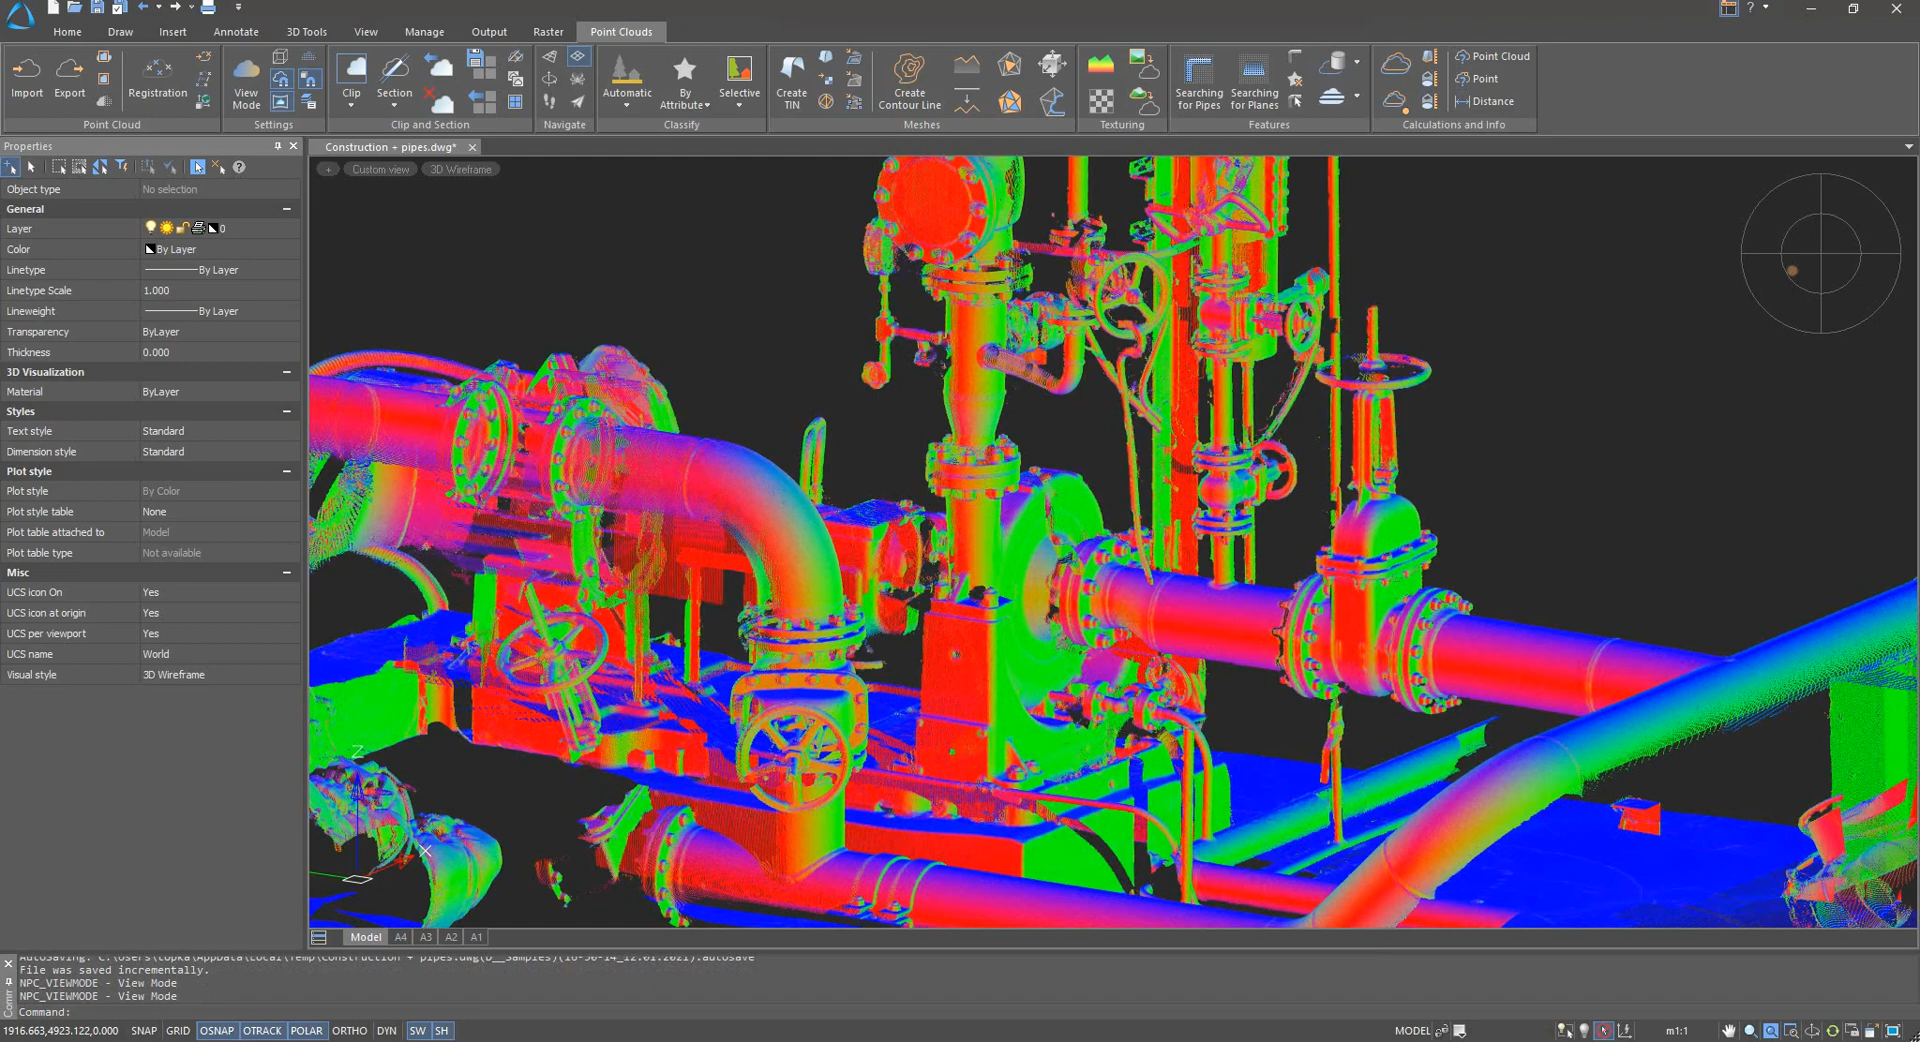 Home Draw Insert Annotate 3D Tools View Manage Output Raster Point Clouds
Import Export Registration View Mode Clip Section Automatic By Attribute Selective Create TIN Create Contour Line Searching for Pipes Searching for Planes Point Cloud
Point
Distance
Point Cloud Settings Clip and Section Navigate Classify Meshes Texturing Features Calculations and Info
Properties
Construction + pipes.dwg*
+ Custom view 3D Wireframe
Object type No selection
General
Layer 0
Color By Layer
Linetype By Layer
Linetype Scale 1.000
Lineweight By Layer
Transparency ByLayer
Thickness 0.000
3D Visualization
Material ByLayer
Styles
Text style Standard
Dimension style Standard
Plot style
Plot style By Color
Plot style table None
Plot table attached to Model
Plot table type Not available
Misc
UCS icon On Yes
UCS icon at origin Yes
UCS per viewport Yes
UCS name World
Visual style 3D Wireframe
Z
X
Model A4 A3 A2 A1
File was saved incrementally.
NPC_VIEWMODE - View Mode
NPC_VIEWMODE - View Mode
Command:
1916.663,4923.122,0.000 SNAP GRID OSNAP OTRACK POLAR ORTHO DYN SW SH MODEL m1:1